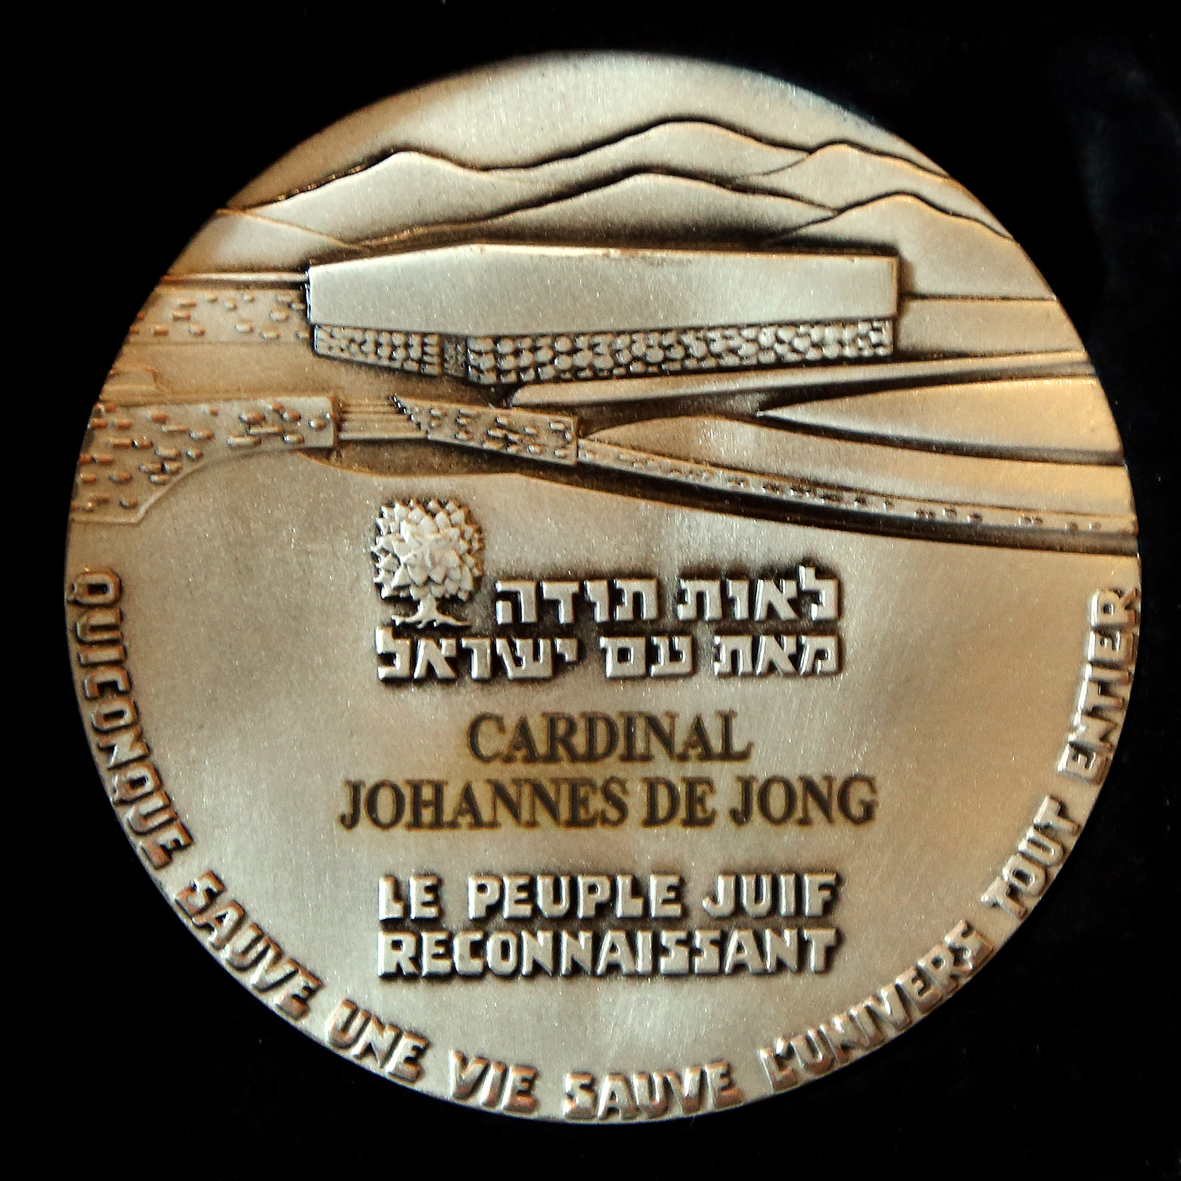 לאות תודה
מאת עם ישראל
CARDINAL
JOHANNES DE JONG
LE PEUPLE JUIF
RECONNAISSANT
QUICONQUE SAUVE UNE VIE SAUVE L'UNIVERS TOUT ENTIER